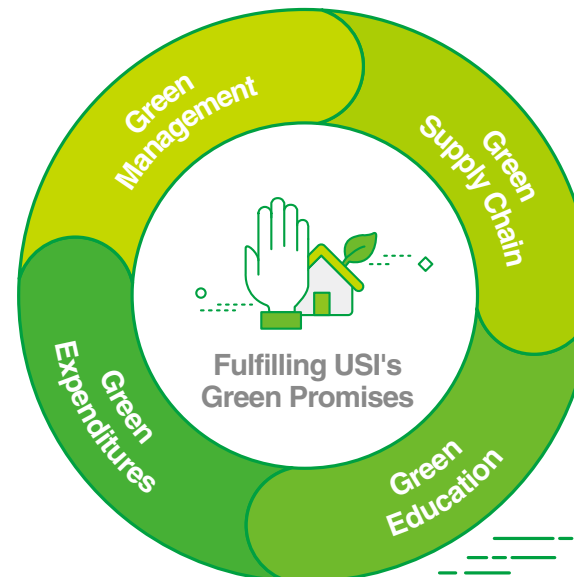 Green
Management
Green
Supply Chain
Green
Education
Green
Expenditures
Fulfilling USI's
Green Promises